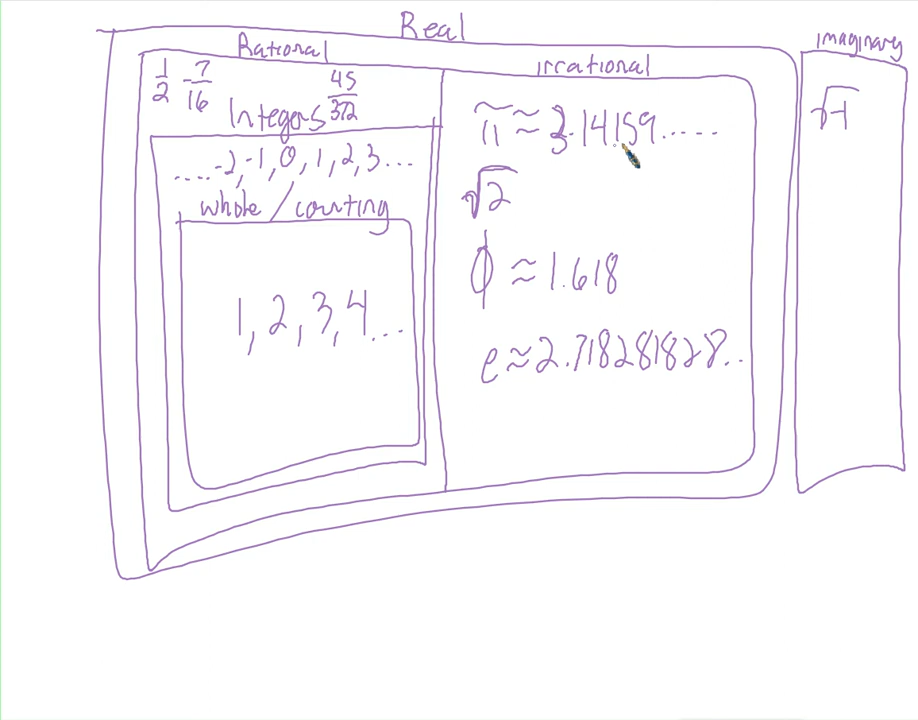 Real
Rational
irrational
imaginary
1/2 -7/16 45/372
Integers
.....-2,-1,0,1,2,3...
whole/counting
1,2,3,4...
π≈3.14159.....
√2
ϕ≈1.618
e≈2.718281828..
√-1